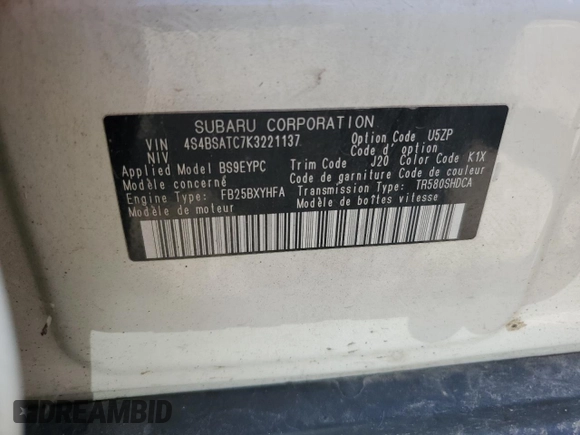 SUBARU CORPORATION
VIN 4S4BSATC7K3221137 Option Code U5ZP
NIV Code d' option
Applied Model BS9EYPC Trim Code J20 Color Code K1X
Modèle concerné Code de garniture Code de couleur
Engine Type: FB25BXYHFA Transmission Type: TR580SHDCA
Modèle de moteur Modèle de boîtes vitesse
DREAMBID